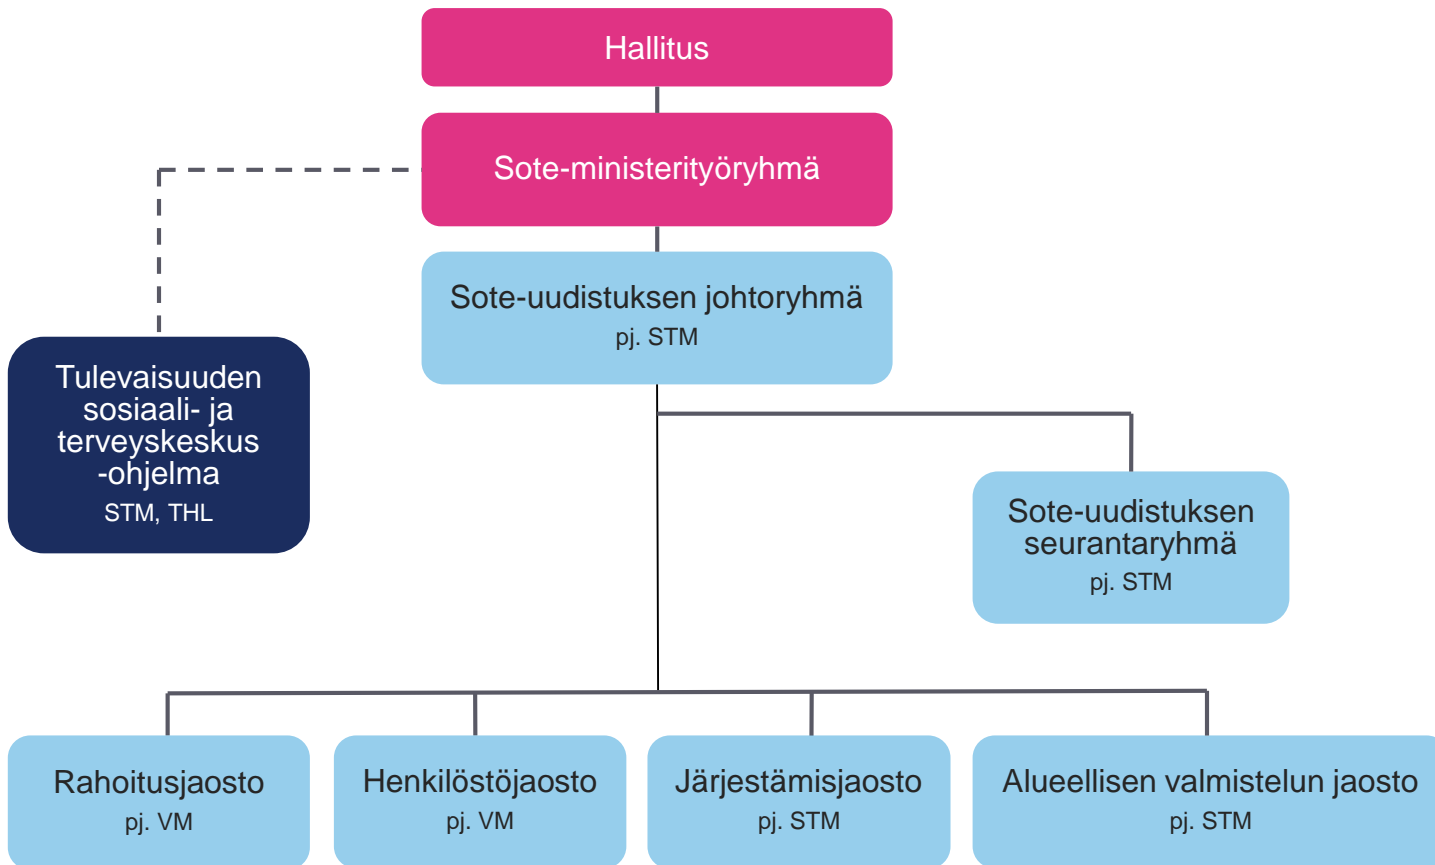 Hallitus
Sote-ministerityöryhmä
Sote-uudistuksen johtoryhmä
pj. STM
Tulevaisuuden
sosiaali- ja
terveyskeskus
-ohjelma
STM, THL
Sote-uudistuksen
seurantaryhmä
pj. STM
Rahoitusjaosto
pj. VM
Henkilöstöjaosto
pj. VM
Järjestämisjaosto
pj. STM
Alueellisen valmistelun jaosto
pj. STM